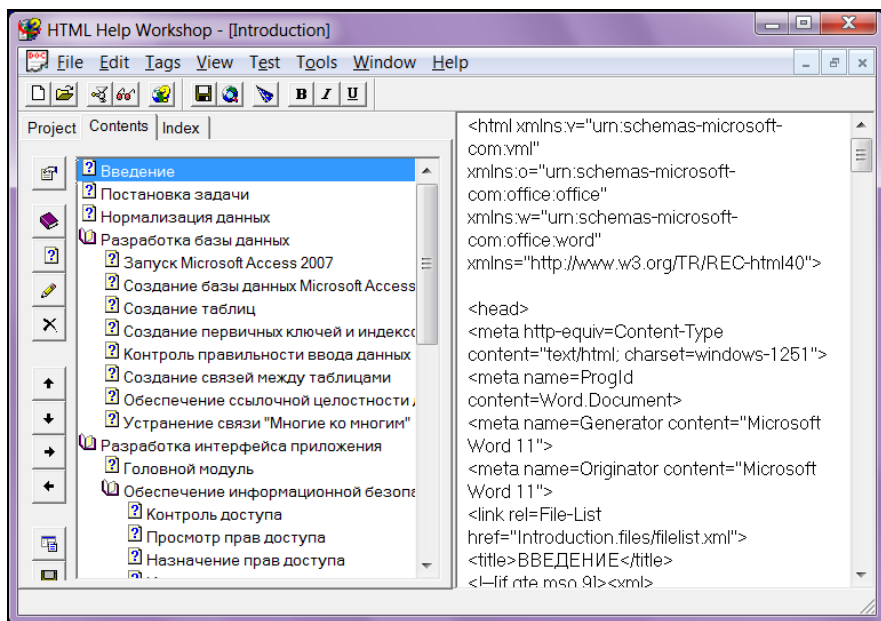 HTML Help Workshop - [Introduction]
File Edit Tags View Test Tools Window Help
B I U
Project Contents Index
Введение
Постановка задачи
Нормализация данных
Разработка базы данных
Запуск Microsoft Access 2007
Создание базы данных Microsoft Access
Создание таблиц
Создание первичных ключей и индексо
Контроль правильности ввода данных
Создание связей между таблицами
Обеспечение ссылочной целостности
Устранение связи "Многие ко многим"
Разработка интерфейса приложения
Головной модуль
Обеспечение информационной безопа
Контроль доступа
Просмотр прав доступа
Назначение прав доступа
<html xmlns:v="urn:schemas-microsoft-
com:vml"
xmlns:o="urn:schemas-microsoft-
com:office:office"
xmlns:w="urn:schemas-microsoft-
com:office:word"
xmlns="http://www.w3.org/TR/REC-html40">
<head>
<meta http-equiv=Content-Type
content="text/html; charset=windows-1251">
<meta name=ProgId
content=Word.Document>
<meta name=Generator content="Microsoft
Word 11">
<meta name=Originator content="Microsoft
Word 11">
<link rel=File-List
href="Introduction.files/filelist.xml">
<title>ВВЕДЕНИЕ</title>
<!--[if gte mso 9]><xml>